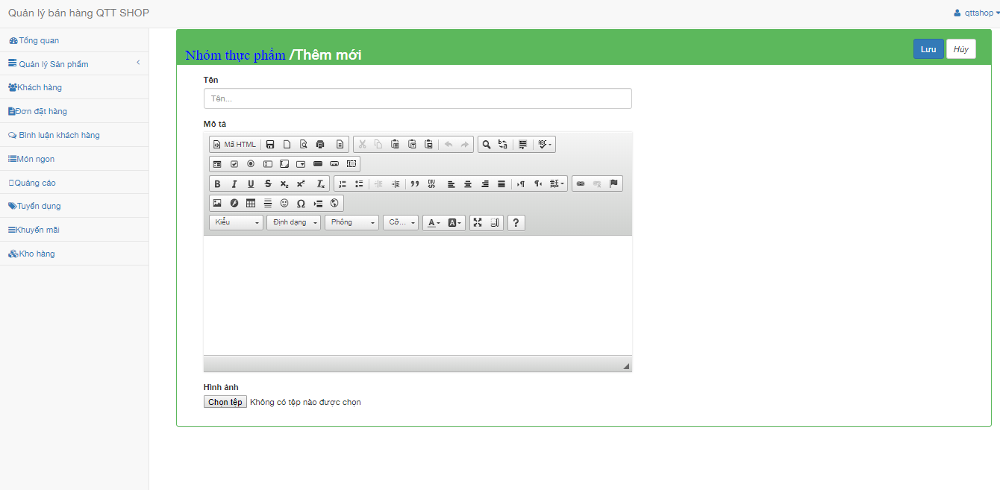 Quản lý bán hàng QTT SHOP
qttshop
Tổng quan
Quản lý Sản phẩm
Khách hàng
Đơn đặt hàng
Bình luận khách hàng
Món ngon
Quảng cáo
Tuyển dụng
Khuyến mãi
Kho hàng
Nhóm thực phẩm /Thêm mới
Lưu
Hủy
Tên
Tên...
Mô tả
Mã HTML
Kiểu
Định dạng
Phông
Cỡ...
Hình ảnh
Chọn tệp Không có tệp nào được chọn